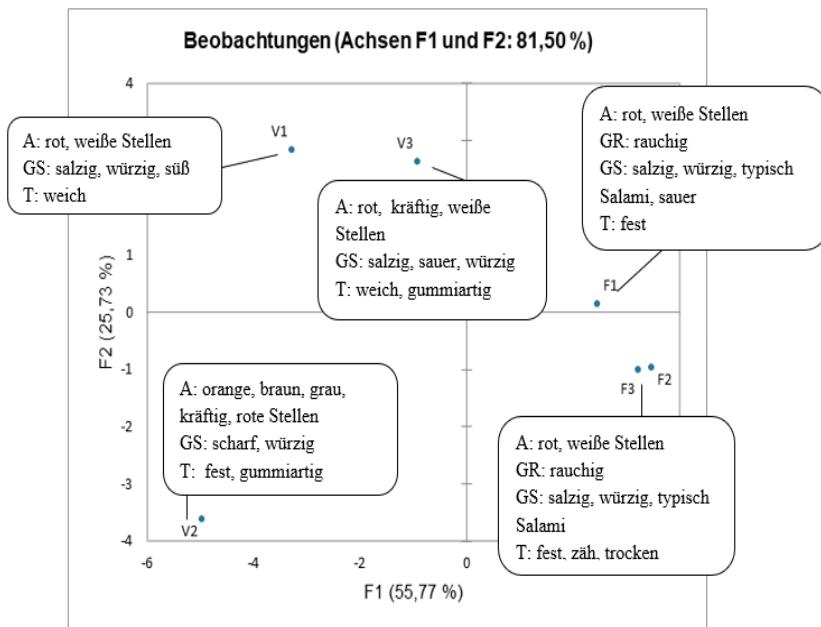 Beobachtungen (Achsen F1 und F2: 81,50 %)
4
V1
V3
A: rot, weiße Stellen
GS: salzig, würzig, süß
T: weich
A: rot, kräftig, weiße
Stellen
GS: salzig, sauer, würzig
T: weich, gummiartig
A: rot, weiße Stellen
GR: rauchig
GS: salzig, würzig, typisch
Salami, sauer
T: fest
F1
F3
F2
A: orange, braun, grau,
kräftig, rote Stellen
GS: scharf, würzig
T: fest, gummiartig
V2
A: rot, weiße Stellen
GR: rauchig
GS: salzig, würzig, typisch
Salami
T: fest, zäh, trocken
F2 (25,73 %)
1
0
-1
-2
-3
-4
-6
-4
-2
0
F1 (55,77 %)